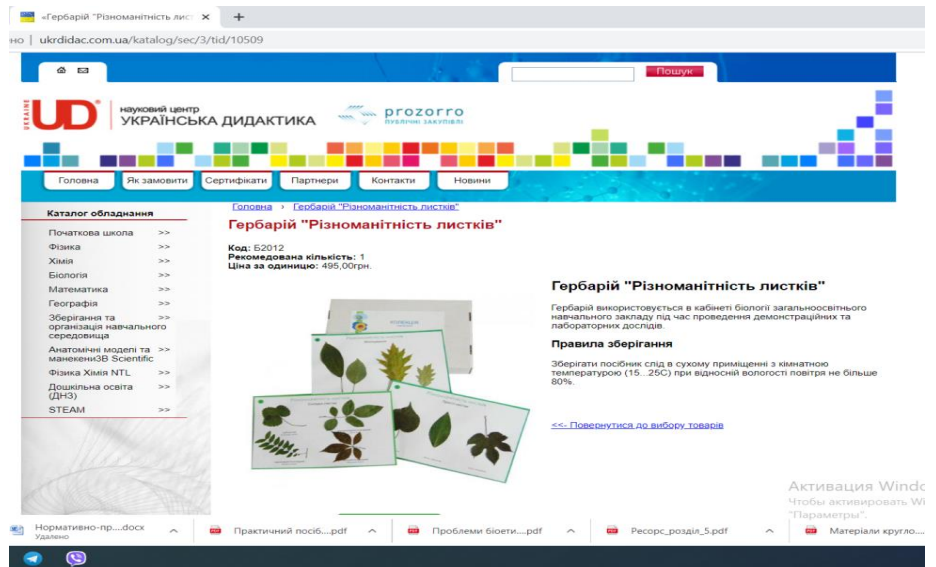 «Гербарій "Різноманітність лис
но | ukrdidac.com.ua/katalog/sec/3/tid/10509
Пошук
UKRAINE
UD
науковий центр
УКРАЇНСЬКА ДИДАКТИКА
prozorro
публічні закупівлі
Головна
Як замовити
Сертифікати
Партнери
Контакти
Новини
Каталог обладнання
Початкова школа >>
Фізика >>
Хімія >>
Біологія >>
Математика >>
Географія >>
Зберігання та >>
організація навчального
середовища
Анатомічні моделі та >>
манекени3B Scientific
Фізика Хімія NTL >>
Дошкільна освіта >>
(ДНЗ)
STEAM >>
Головна › Гербарій "Різноманітність листків"
Гербарій "Різноманітність листків"
Код: Б2012
Рекомедована кількість: 1
Ціна за одиницю: 495,00грн.
Гербарій "Різноманітність листків"
Гербарій використовується в кабінеті біології загальноосвітнього
навчального закладу під час проведення демонстраційних та
лабораторних дослідів.
Правила зберігання
Зберігати посібник слід в сухому приміщенні з кімнатною
температурою (15...25С) при відносній вологості повітря не більше
80%.
<<- Повернутися до вибору товарів
Активация Windo
Чтобы активировать Wi
"Параметры".
Нормативно-пр....docx
Удалено
Практичний посіб....pdf
Проблеми біоети....pdf
Ресорс_розділ_5.pdf
Матеріали кругло....